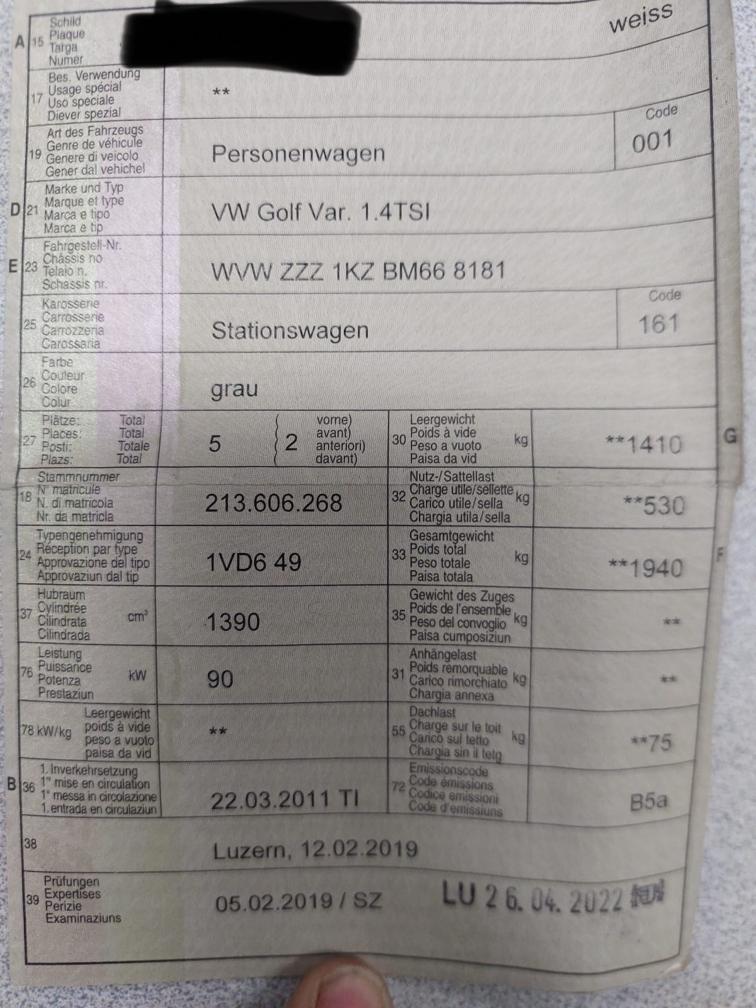 A 15 Schild
Plaque
Targa
Numer
weiss
17 Bes. Verwendung
Usage spécial
Uso speciale
Diever spezial
**
19 Art des Fahrzeugs
Genre de véhicule
Genere di veicolo
Gener dal vehichel
Personenwagen
Code
001
D 21 Marke und Typ
Marque et type
Marca e tipo
Marca e tip
VW Golf Var. 1.4TSI
E 23 Fahrgestell-Nr.
Châssis no
Telaio n.
Schassis nr.
WVW ZZZ 1KZ BM66 8181
25 Karosserie
Carrosserie
Carrozzeria
Carossaria
Stationswagen
Code
161
26 Farbe
Couleur
Colore
Colur
grau
27 Plätze: Total
Places: Total
Posti: Totale
Plazs: Total
5 ( 2 vorne)
avant)
anteriori)
davant)
30 Leergewicht
Poids à vide
Peso a vuoto
Paisa da vid
kg
**1410
G
18 Stammnummer
N° matricule
N. di matricola
Nr. da matricla
213.606.268
32 Nutz-/Sattellast
Charge utile/sellette
Carico utile/sella
Chargia utila/sella
kg
**530
24 Typengenehmigung
Réception par type
Approvazione del tipo
Approvaziun dal tip
1VD6 49
33 Gesamtgewicht
Poids total
Peso totale
Paisa totala
kg
**1940
F
37 Hubraum
Cylindrée
Cilindrata
Cilindrada
cm³
1390
35 Gewicht des Zuges
Poids de l'ensemble
Peso del convoglio
Paisa cumposiziun
kg
**
76 Leistung
Puissance
Potenza
Prestaziun
kW
90
31 Anhängelast
Poids remorquable
Carico rimorchiato
Chargia annexa
kg
**
78 kW/kg Leergewicht
poids à vide
peso a vuoto
paisa da vid
**
55 Dachlast
Charge sur le toit
Carico sul tetto
Chargia sin il tetg
kg
**75
B 36 1. Inverkehrsetzung
1re mise en circulation
1a messa in circolazione
1. entrada en circulaziun
22.03.2011 TI
72 Emissionscode
Code émissions
Codice emissioni
Code d'emissiuns
B5a
38
Luzern, 12.02.2019
39 Prüfungen
Expertises
Perizie
Examinaziuns
05.02.2019 / SZ
LU 26.04.2022